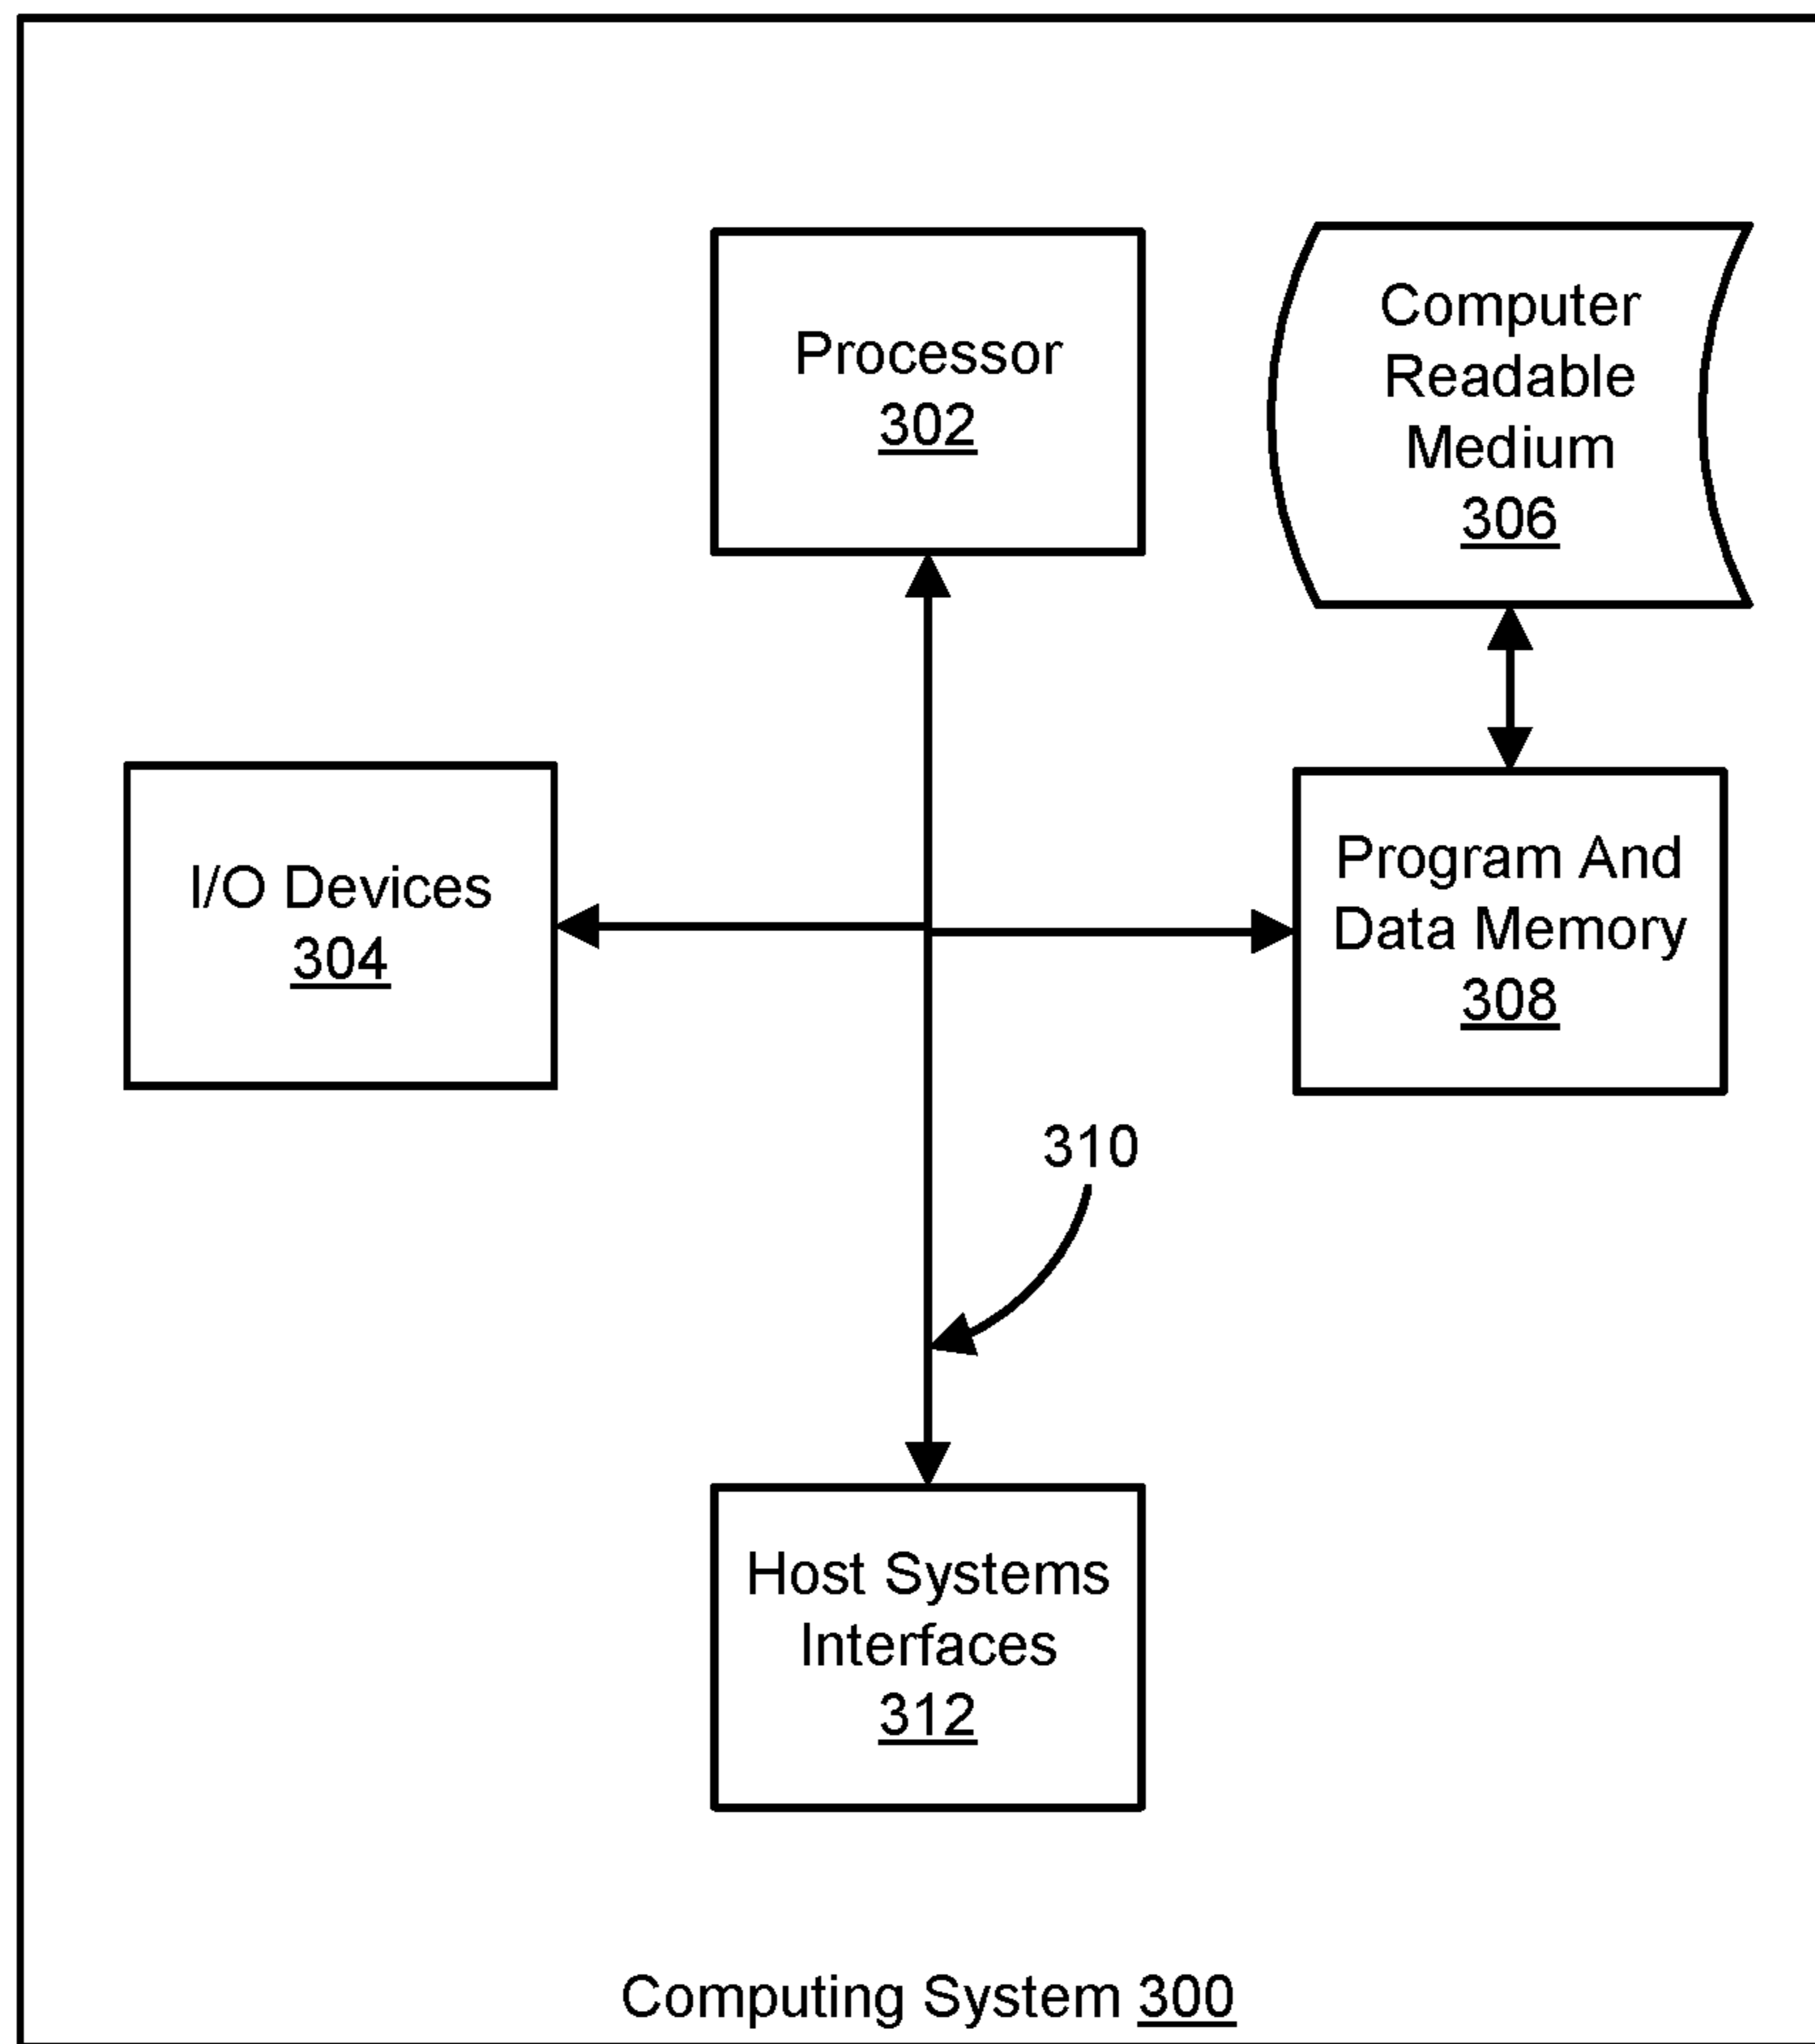 Processor
302
Computer
Readable
Medium
306
I/O Devices
304
Program And
Data Memory
308
310
Host Systems
Interfaces
312
Computing System 300